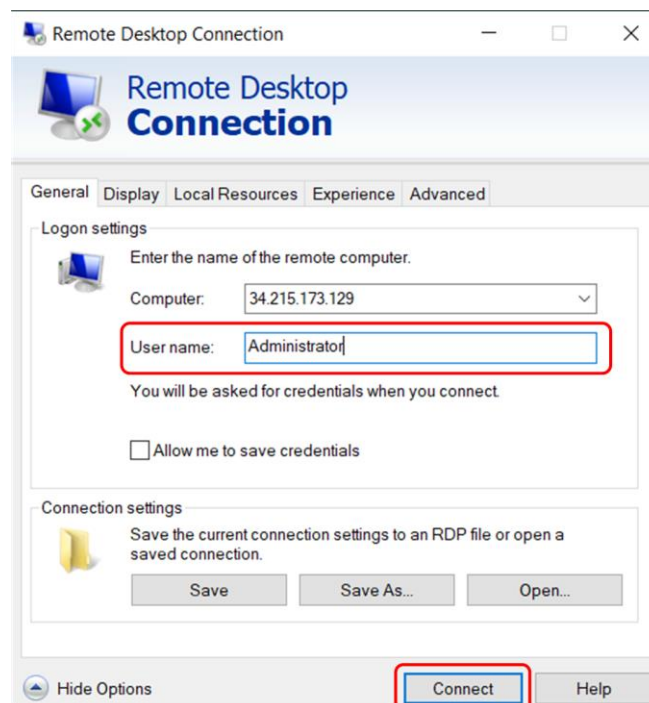 Remote Desktop Connection
Remote Desktop
Connection
General Display Local Resources Experience Advanced
Logon settings
Enter the name of the remote computer.
Computer: 34.215.173.129
User name: Administrator
You will be asked for credentials when you connect.
Allow me to save credentials
Connection settings
Save the current connection settings to an RDP file or open a
saved connection.
Save Save As... Open...
Hide Options Connect Help